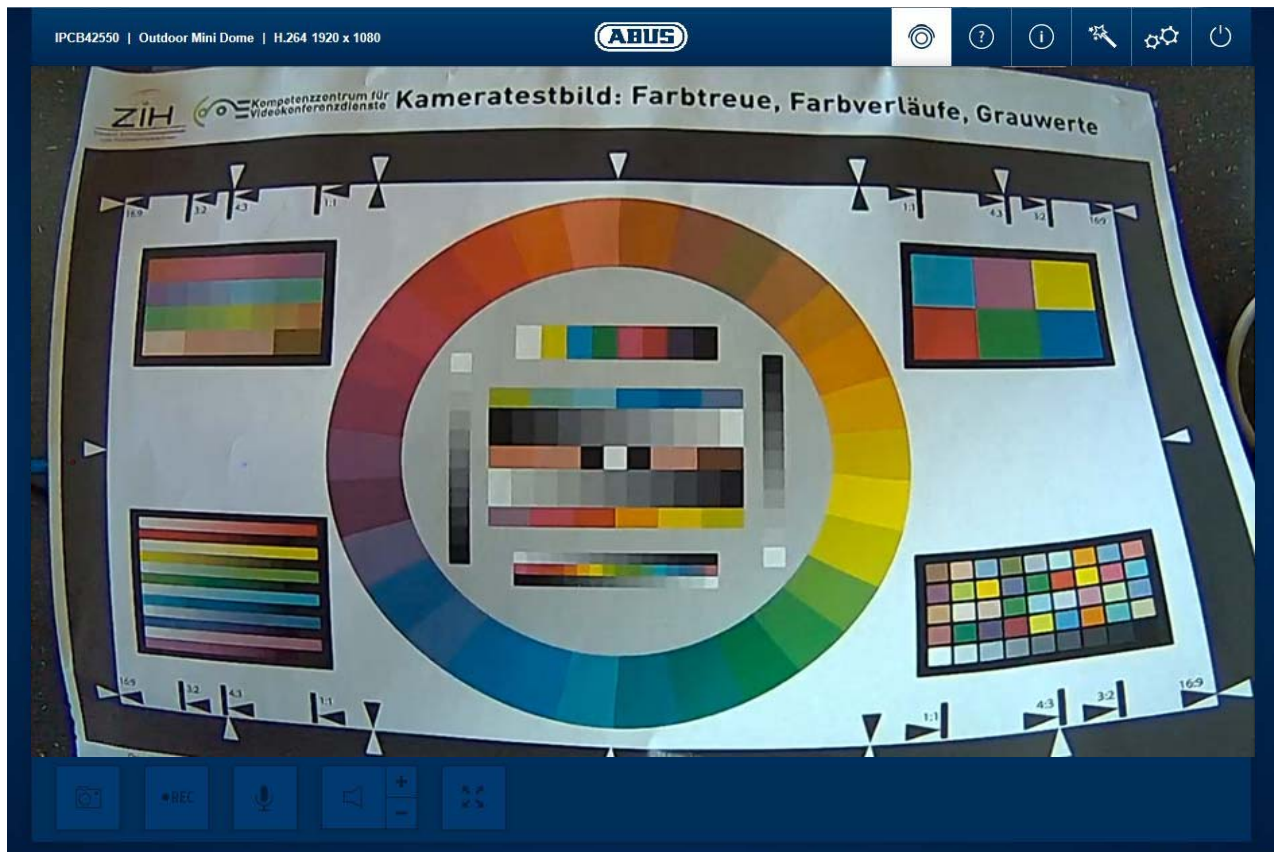 IPCB42550 | Outdoor Mini Dome | H.264 1920 x 1080
ABUS
?
i
ZIH
Kompetenzzentrum für
Videokonferenzdienste
Kameratestbild: Farbtreue, Farbverläufe, Grauwerte
16:9 3:2 4:3 1:1 1:1 4:3 3:2 16:9
16:9 3:2 4:3 1:1 1:1 4:3 3:2 16:9
REC
+
-